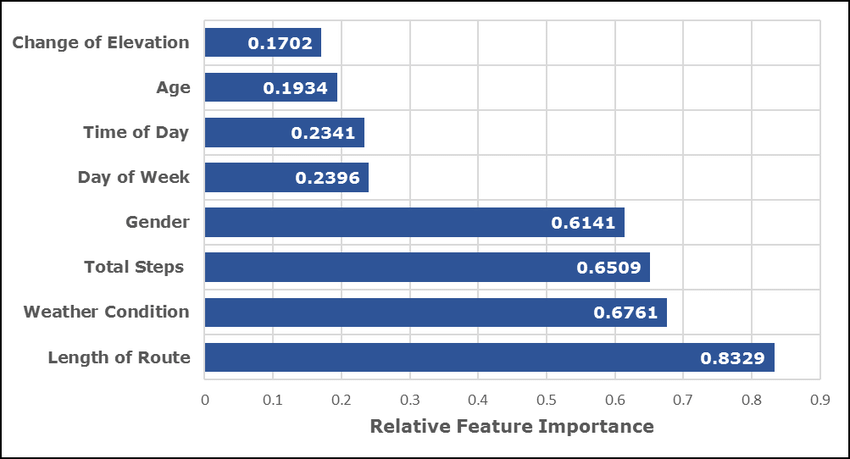 Change of Elevation 0.1702
Age 0.1934
Time of Day 0.2341
Day of Week 0.2396
Gender 0.6141
Total Steps 0.6509
Weather Condition 0.6761
Length of Route 0.8329
0 0.1 0.2 0.3 0.4 0.5 0.6 0.7 0.8 0.9
Relative Feature Importance